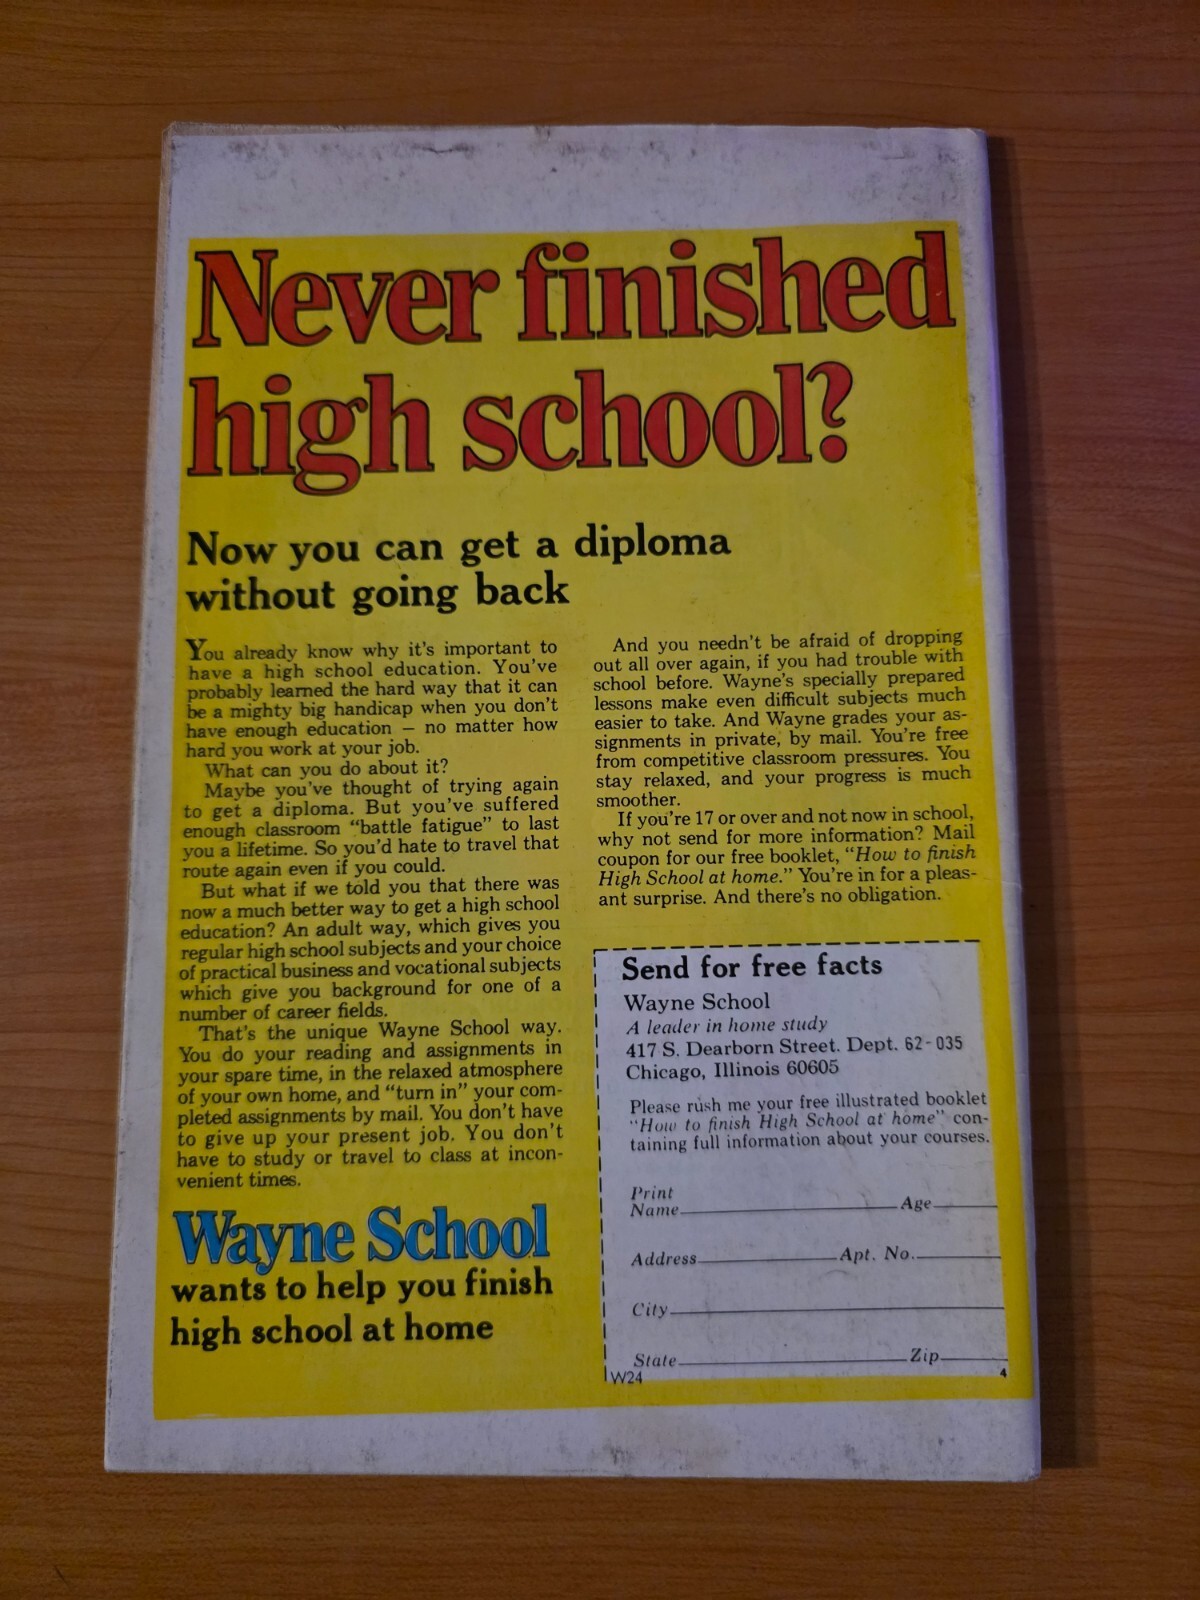 Never finished
high school?
Now you can get a diploma
without going back
You already know why it's important to
have a high school education. You've
probably learned the hard way that it can
be a mighty big handicap when you don't
have enough education – no matter how
hard you work at your job.
What can you do about it?
Maybe you've thought of trying again
to get a diploma. But you've suffered
enough classroom "battle fatigue" to last
you a lifetime. So you'd hate to travel that
route again even if you could.
But what if we told you that there was
now a much better way to get a high school
education? An adult way, which gives you
regular high school subjects and your choice
of practical business and vocational subjects
which give you background for one of a
number of career fields.
That's the unique Wayne School way.
You do your reading and assignments in
your spare time, in the relaxed atmosphere
of your own home, and "turn in" your com-
pleted assignments by mail. You don't have
to give up your present job. You don't
have to study or travel to class at incon-
venient times.
Wayne School
wants to help you finish
high school at home
And you needn't be afraid of dropping
out all over again, if you had trouble with
school before. Wayne's specially prepared
lessons make even difficult subjects much
easier to take. And Wayne grades your as-
signments in private, by mail. You're free
from competitive classroom pressures. You
stay relaxed, and your progress is much
smoother.
If you're 17 or over and not now in school,
why not send for more information? Mail
coupon for our free booklet, "How to finish
High School at home." You're in for a pleas-
ant surprise. And there's no obligation.
Send for free facts
Wayne School
A leader in home study
417 S. Dearborn Street. Dept. 62-035
Chicago, Illinois 60605
Please rush me your free illustrated booklet
"How to finish High School at home" con-
taining full information about your courses.
Print
Name Age
Address Apt. No.
City
State Zip
W24 4